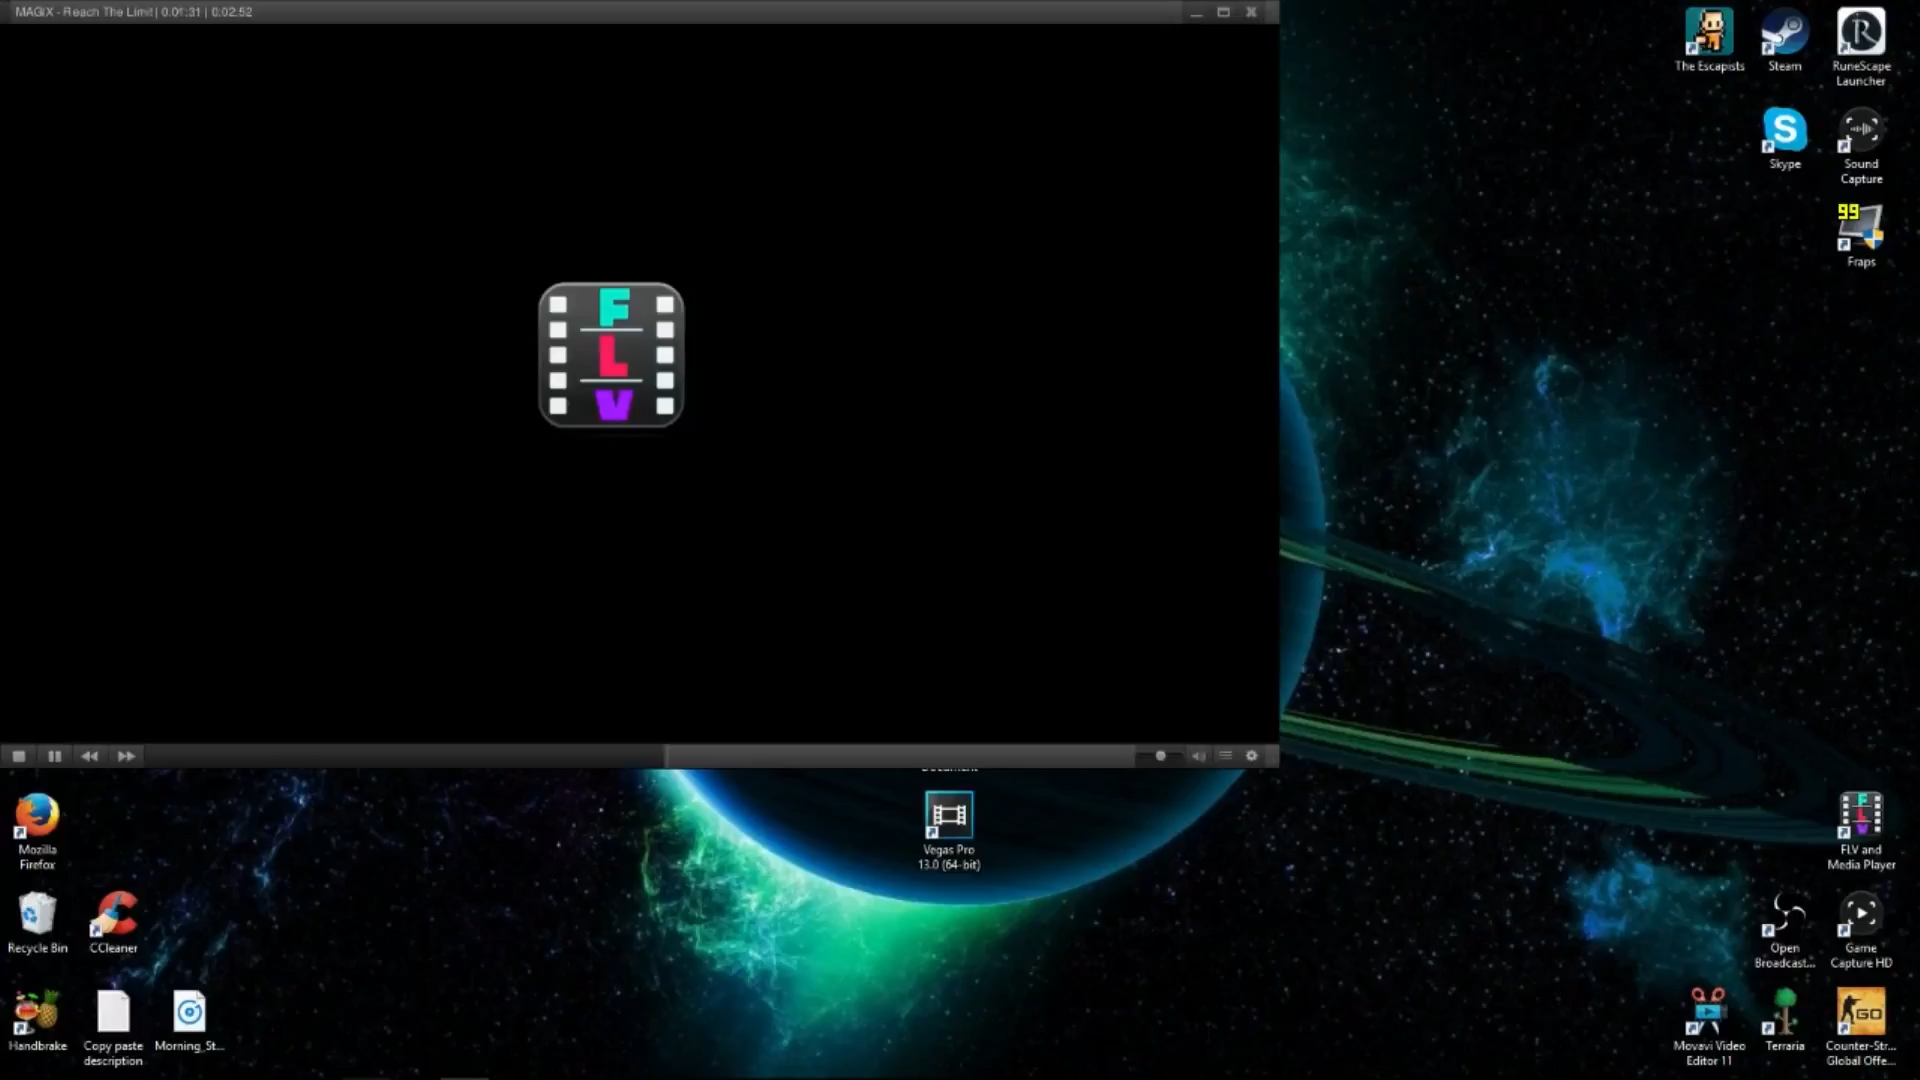 MAGIX - Reach The Limit | 0:01:31 | 0:02:52
The Escapists
Steam
RuneScape
Launcher
S
Skype
Sound
Capture
99
Fraps
F
L
V
Document
Vegas Pro
13.0 (64-bit)
Mozilla
Firefox
FLV and
Media Player
Recycle Bin
CCleaner
Open
Broadcast...
Game
Capture HD
Handbrake
Copy paste
description
Morning_St...
Movavi Video
Editor 11
Terraria
GO
Counter-Str...
Global Offe...